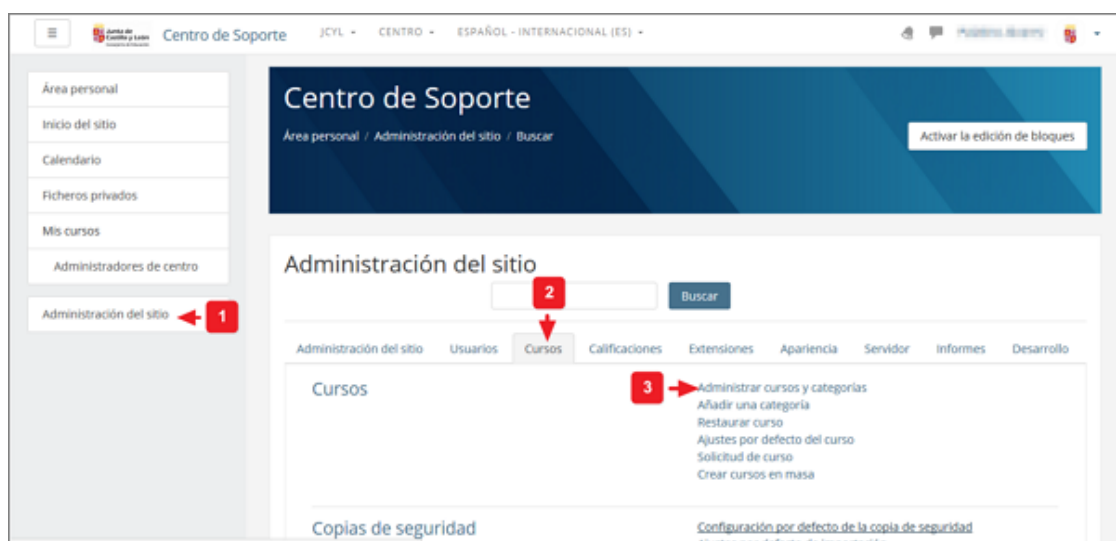 Junta de
Castilla y León
Centro de Soporte
JCYL
CENTRO
ESPAÑOL - INTERNACIONAL (ES)
Área personal
Inicio del sitio
Calendario
Ficheros privados
Mis cursos
Administradores de centro
Administración del sitio
1
Centro de Soporte
Área personal / Administración del sitio / Buscar
Activar la edición de bloques
Administración del sitio
2
Buscar
Administración del sitio Usuarios Cursos Calificaciones Extensiones Apariencia Servidor Informes Desarrollo
Cursos
3
Administrar cursos y categorías
Añadir una categoría
Restaurar curso
Ajustes por defecto del curso
Solicitud de curso
Crear cursos en masa
Copias de seguridad
Configuración por defecto de la copia de seguridad